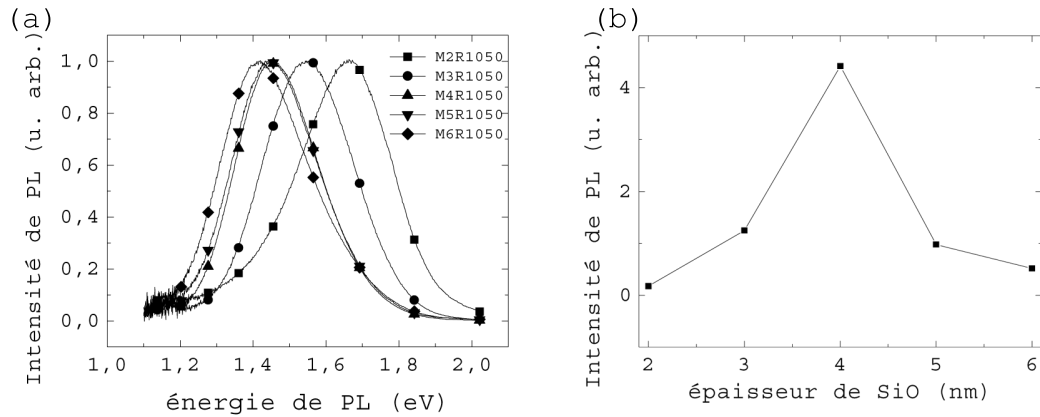 (a)
Intensité de PL (u. arb.)
1,0
0,8
0,6
0,4
0,2
0,0
1,0 1,2 1,4 1,6 1,8 2,0
énergie de PL (eV)
M2R1050
M3R1050
M4R1050
M5R1050
M6R1050
(b)
Intensité de PL (u. arb.)
4
2
0
2 3 4 5 6
épaisseur de SiO (nm)